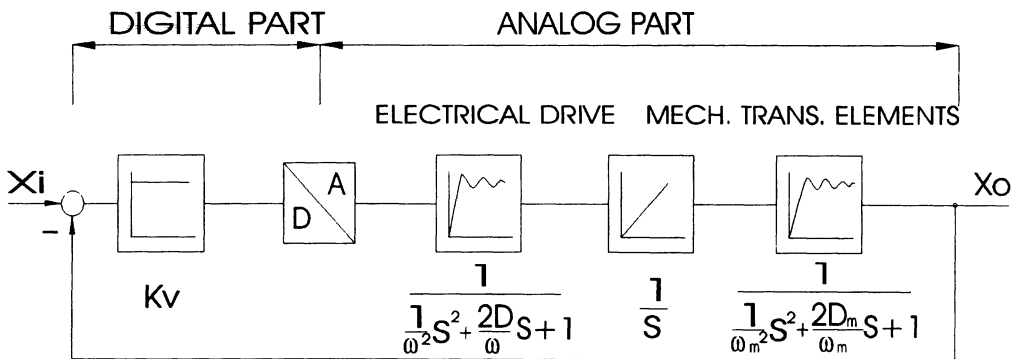 DIGITAL PART ANALOG PART
ELECTRICAL DRIVE MECH. TRANS. ELEMENTS
Xi A D Xo
−
Kv
1 / (1/ω² S² + 2D/ω S + 1)
1/S
1 / (1/ωm² S² + 2Dm/ωm S + 1)